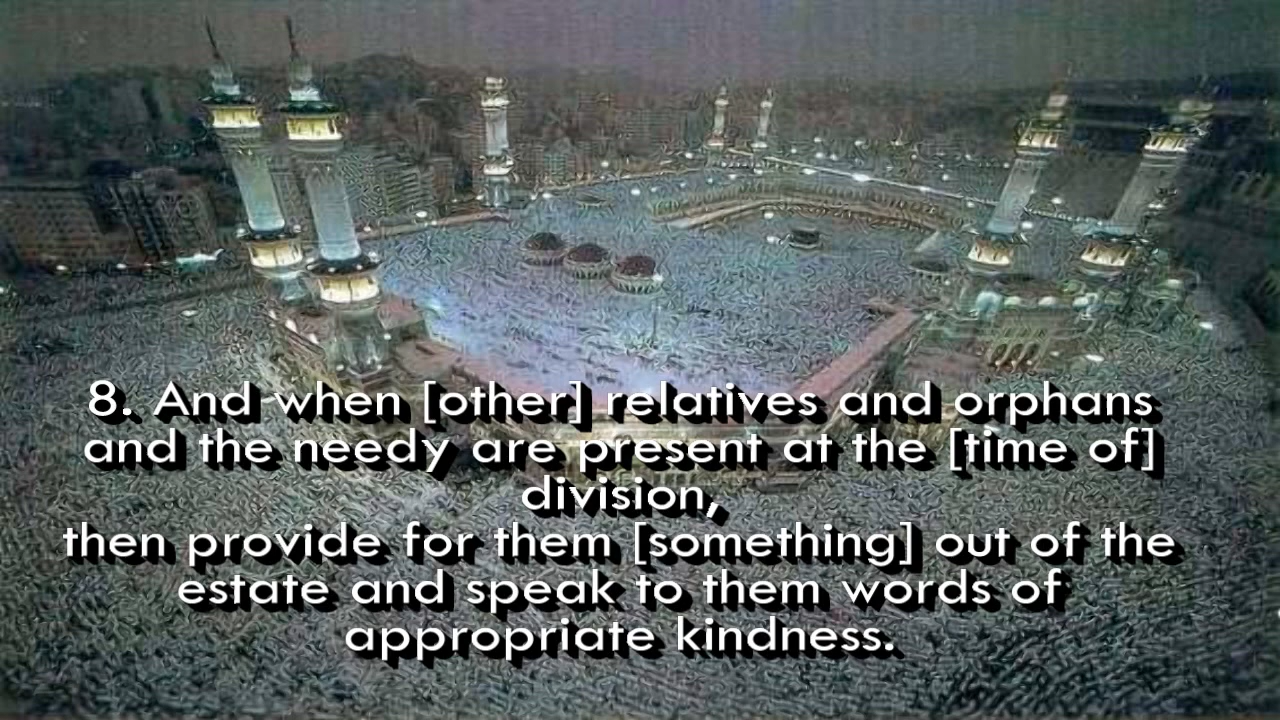 8. And when [other] relatives and orphans
and the needy are present at the [time of]
division,
then provide for them [something] out of the
estate and speak to them words of
appropriate kindness.